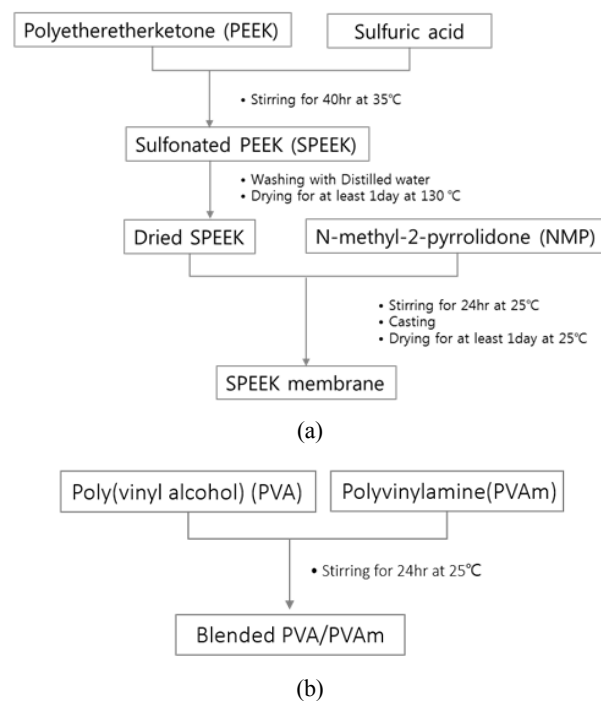 Polyetheretherketone (PEEK)
Sulfuric acid
• Stirring for 40hr at 35℃
Sulfonated PEEK (SPEEK)
• Washing with Distilled water
• Drying for at least 1day at 130 ℃
Dried SPEEK
N-methyl-2-pyrrolidone (NMP)
• Stirring for 24hr at 25℃
• Casting
• Drying for at least 1day at 25℃
SPEEK membrane
(a)
Poly(vinyl alcohol) (PVA)
Polyvinylamine(PVAm)
• Stirring for 24hr at 25℃
Blended PVA/PVAm
(b)